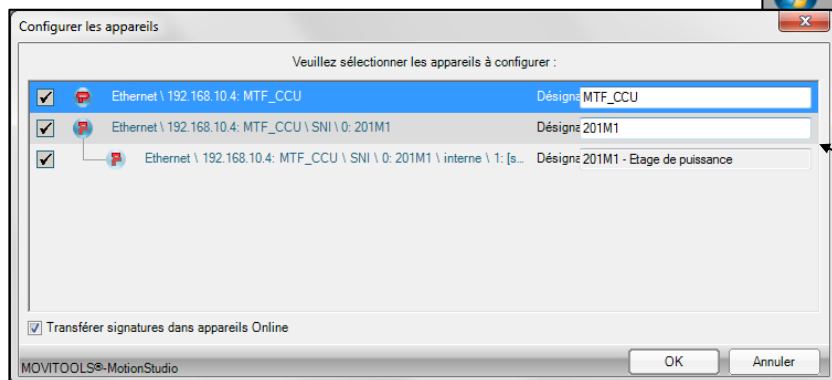 Configurer les appareils
Veuillez sélectionner les appareils à configurer :
Ethernet \ 192.168.10.4: MTF_CCU Désigna MTF_CCU
Ethernet \ 192.168.10.4: MTF_CCU \ SNI \ 0: 201M1 Désigna 201M1
Ethernet \ 192.168.10.4: MTF_CCU \ SNI \ 0: 201M1 \ interne \ 1: [s... Désigna 201M1 - Etage de puissance
Transférer signatures dans appareils Online
MOVITOOLS®-MotionStudio OK Annuler